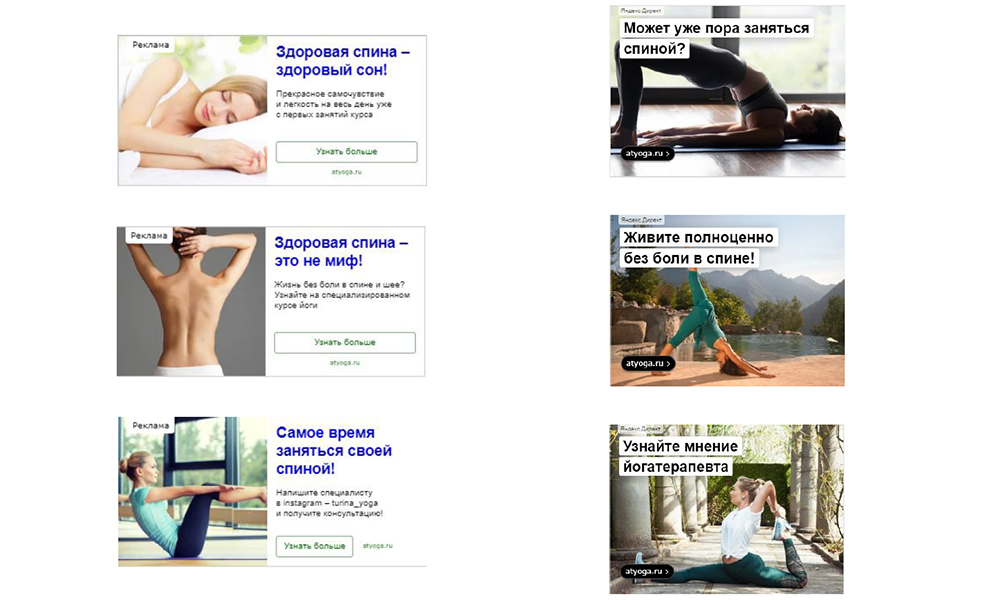 Реклама
Здоровая спина –
здоровый сон!
Прекрасное самочувствие
и легкость на весь день уже
с первых занятий курса
Узнать больше
atyoga.ru
Реклама
Здоровая спина –
это не миф!
Жизнь без боли в спине и шее?
Узнайте на специализированном
курсе йоги
Узнать больше
atyoga.ru
Реклама
Самое время
заняться своей
спиной!
Напишите специалисту
в instagram – turina_yoga
и получите консультацию!
Узнать больше
atyoga.ru
Яндекс.Директ
Может уже пора заняться
спиной?
atyoga.ru >
Яндекс.Директ
Живите полноценно
без боли в спине!
atyoga.ru >
Яндекс.Директ
Узнайте мнение
йогатерапевта
atyoga.ru >